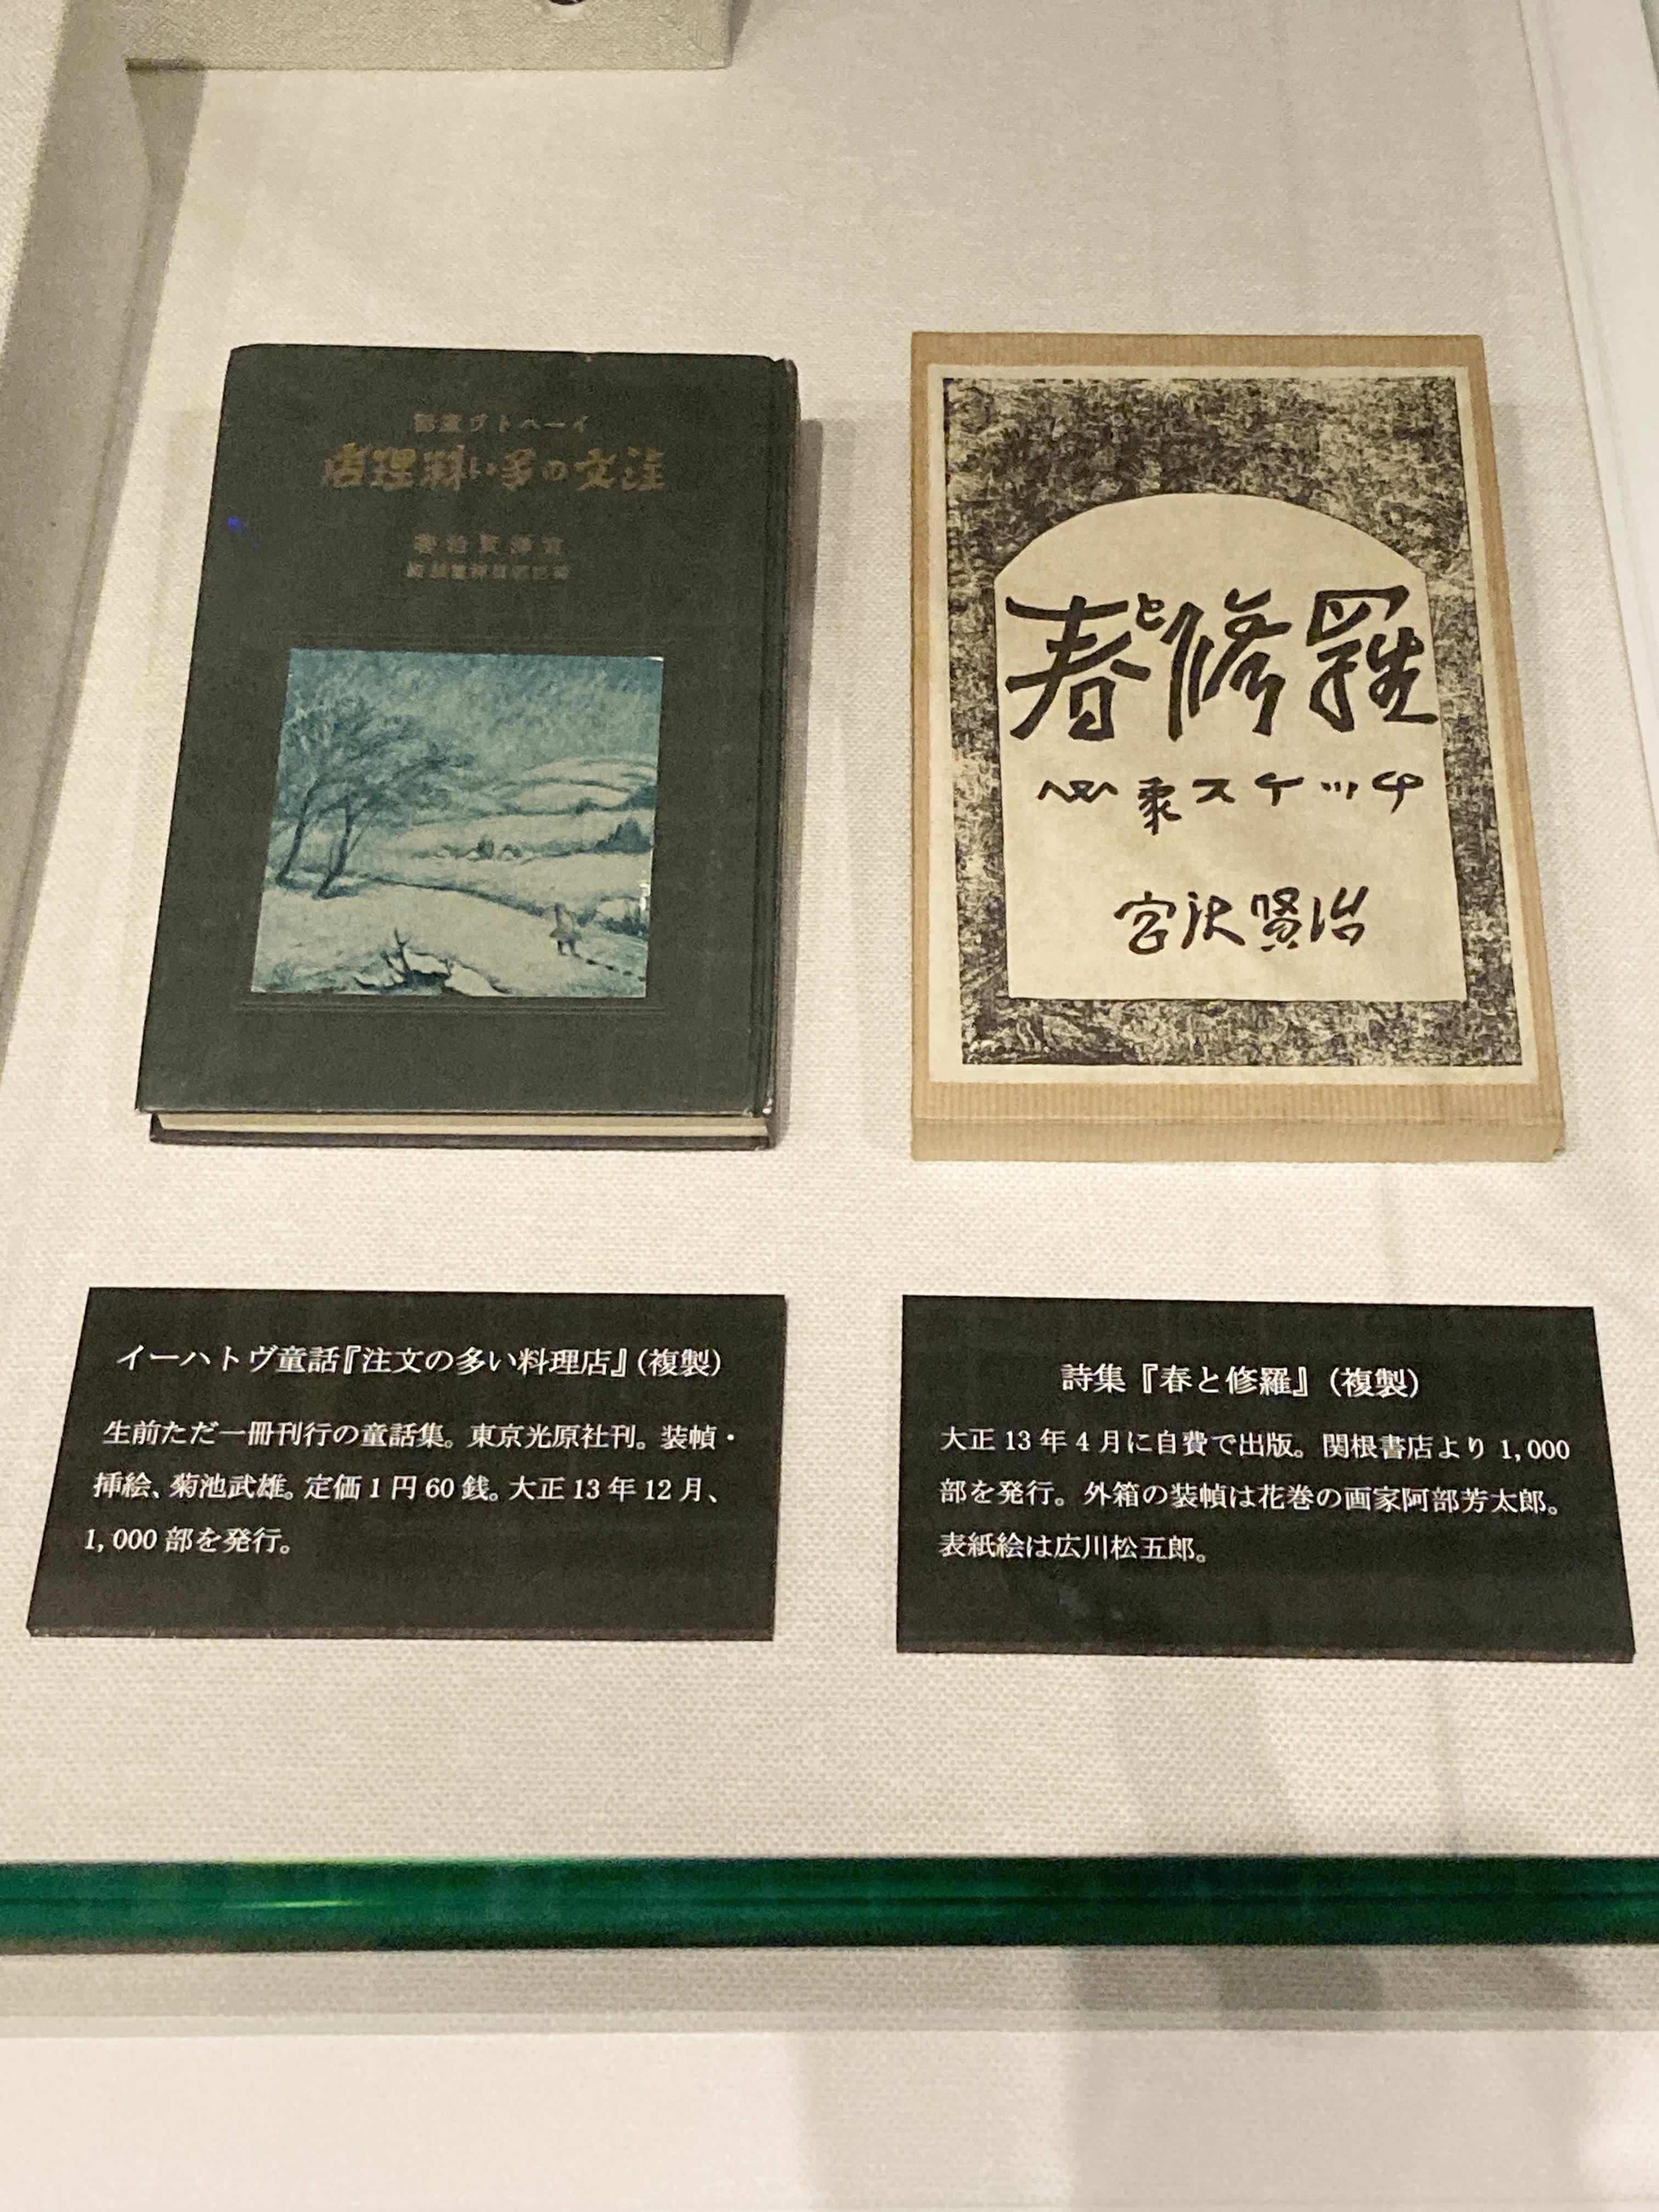 イーハトヴ童話
注文の多い料理店
春と修羅
心象スケッチ
宮沢賢治
イーハトヴ童話『注文の多い料理店』（複製）
生前ただ一冊刊行の童話集。東京光原社刊。装幀・
挿絵、菊池武雄。定価1円60銭。大正13年12月、
1,000部を発行。
詩集『春と修羅』（複製）
大正13年4月に自費で出版。関根書店より1,000
部を発行。外箱の装幀は花巻の画家阿部芳太郎。
表紙絵は広川松五郎。